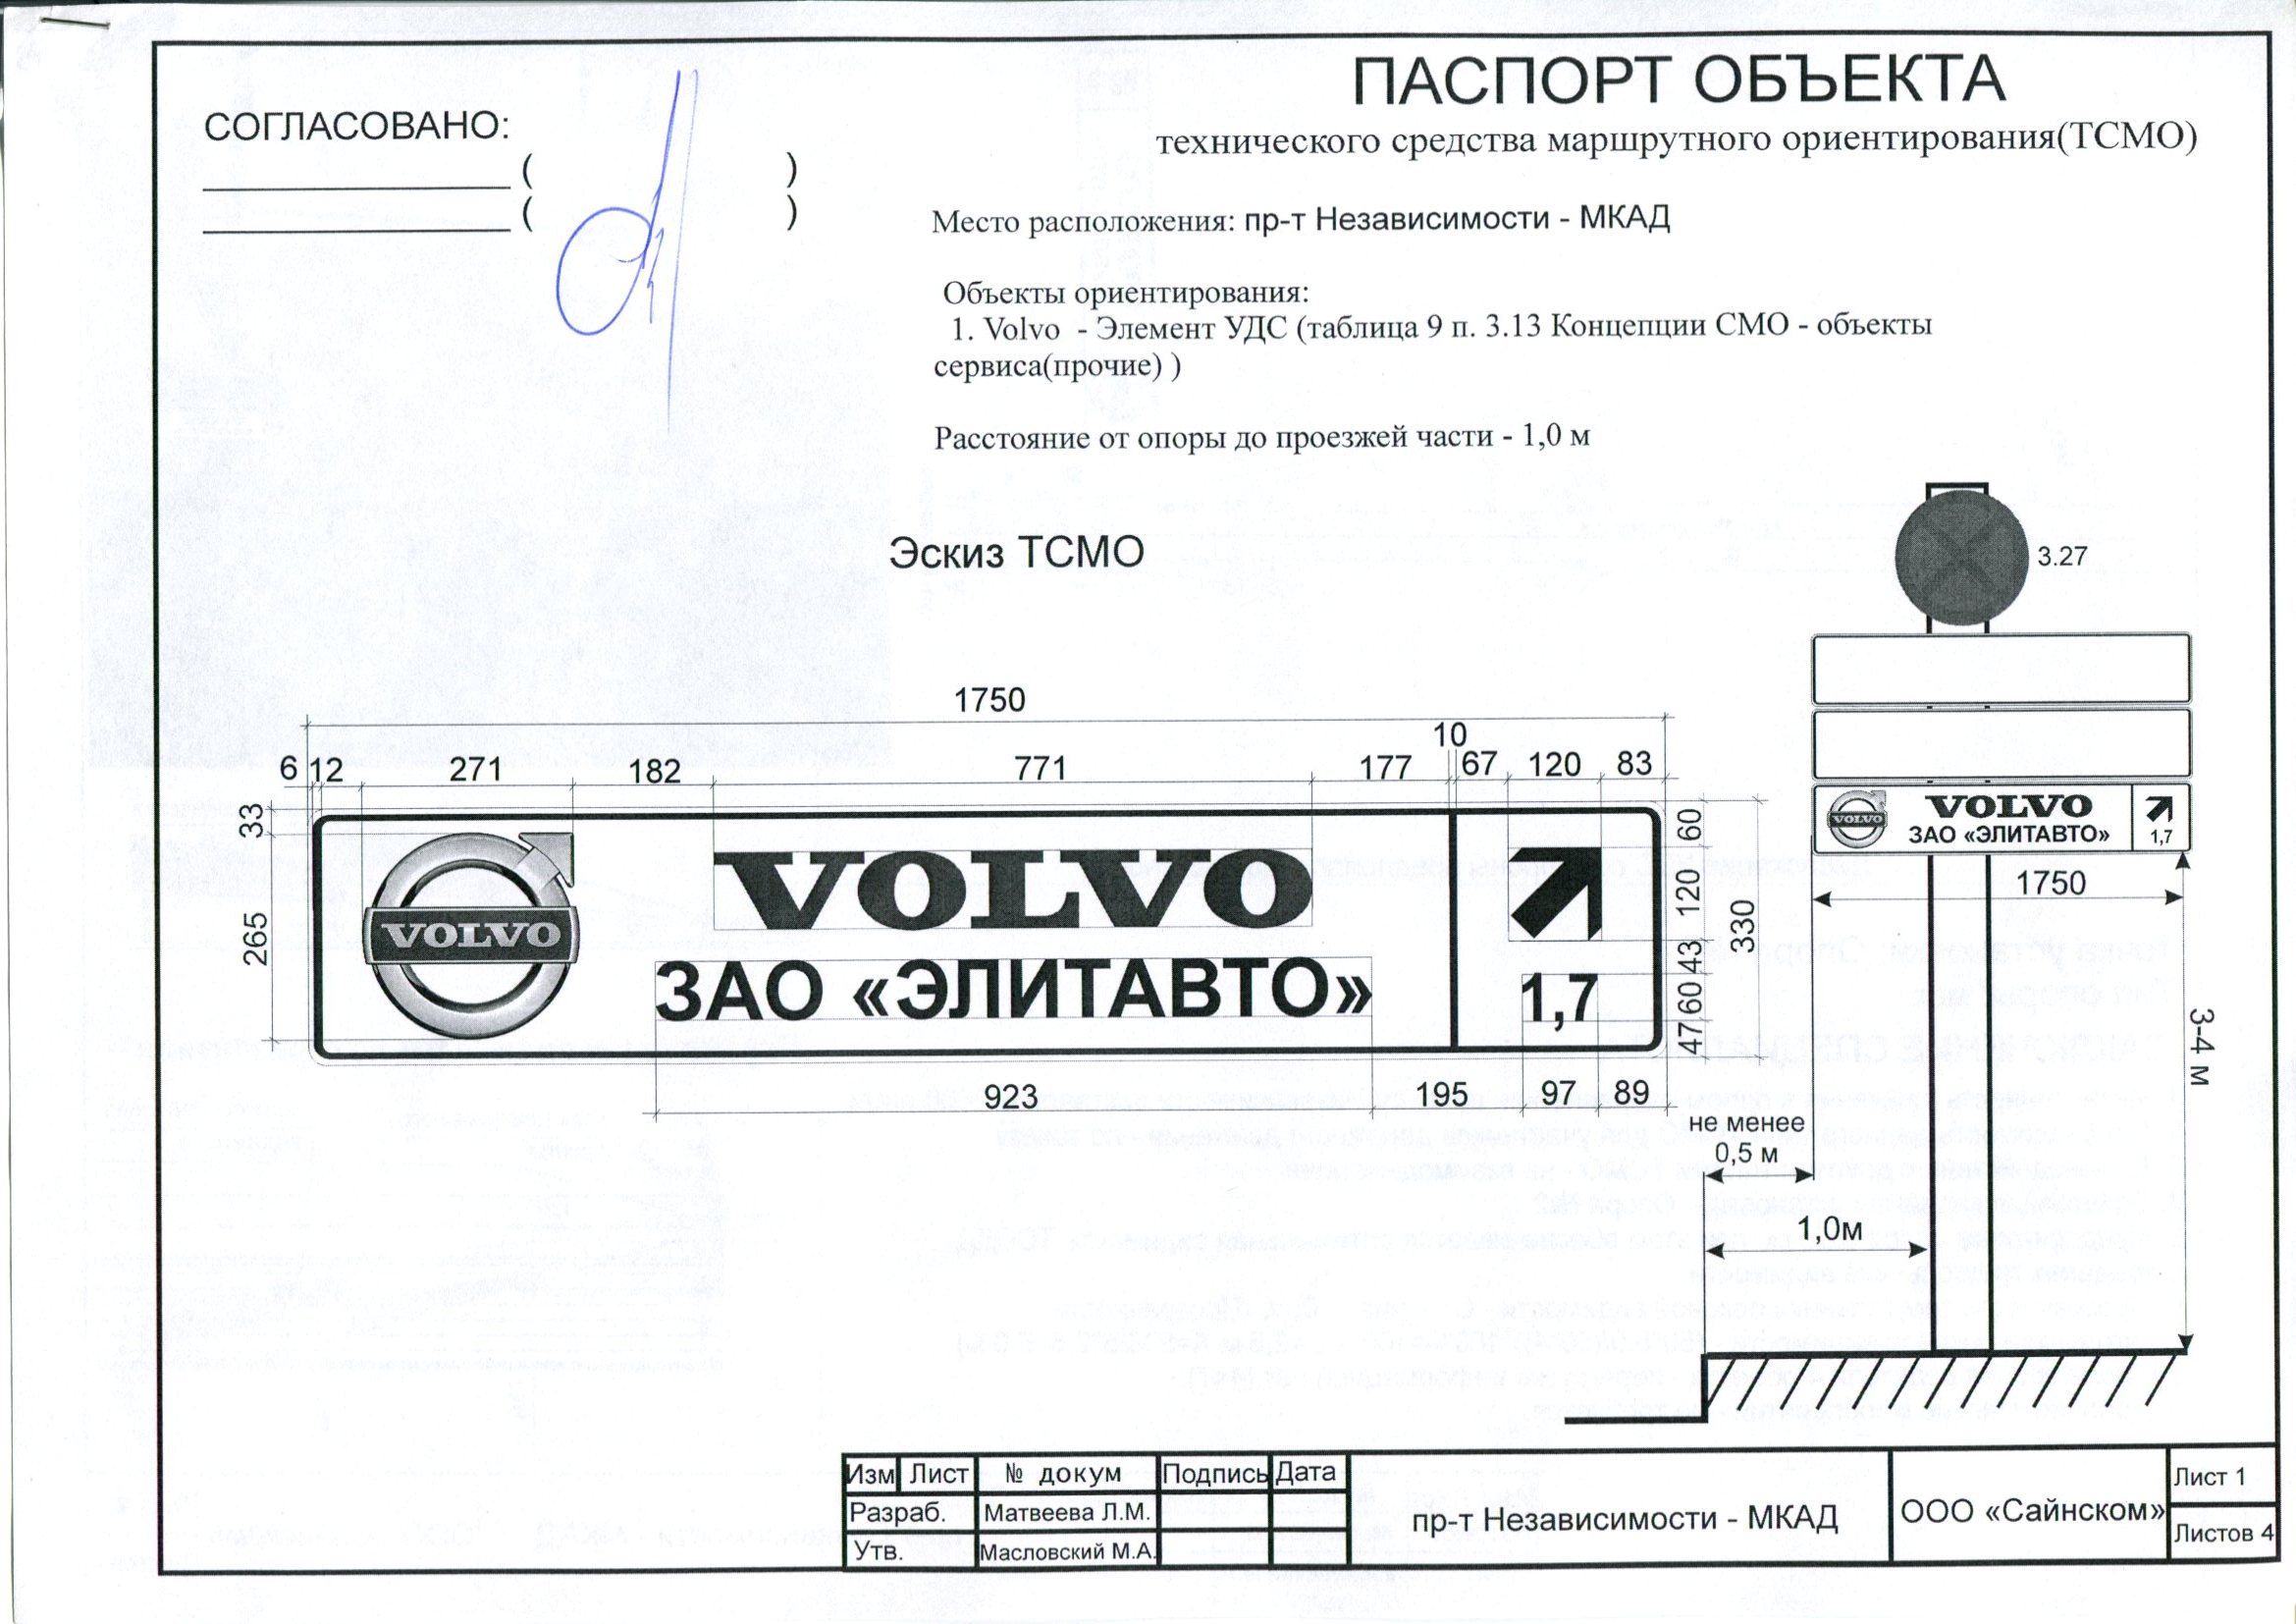 ПАСПОРТ ОБЪЕКТА
технического средства маршрутного ориентирования(ТСМО)
СОГЛАСОВАНО:
( )
( )
Место расположения: пр-т Независимости - МКАД
Объекты ориентирования:
1. Volvo - Элемент УДС (таблица 9 п. 3.13 Концепции СМО - объекты
сервиса(прочие) )
Расстояние от опоры до проезжей части - 1,0 м
Эскиз ТСМО
3.27
1750
10
6 12 271 182 771 177 67 120 83
33
265
VOLVO
VOLVO
ЗАО «ЭЛИТАВТО»
1,7
60
120
43
60
47
330
923 195 97 89
VOLVO
VOLVO
ЗАО «ЭЛИТАВТО»
1,7
1750
3-4 м
не менее
0,5 м
1,0м
Изм Лист № докум Подпись Дата
Разраб. Матвеева Л.М.
Утв. Масловский М.А.
пр-т Независимости - МКАД
ООО «Сайнском»
Лист 1
Листов 4